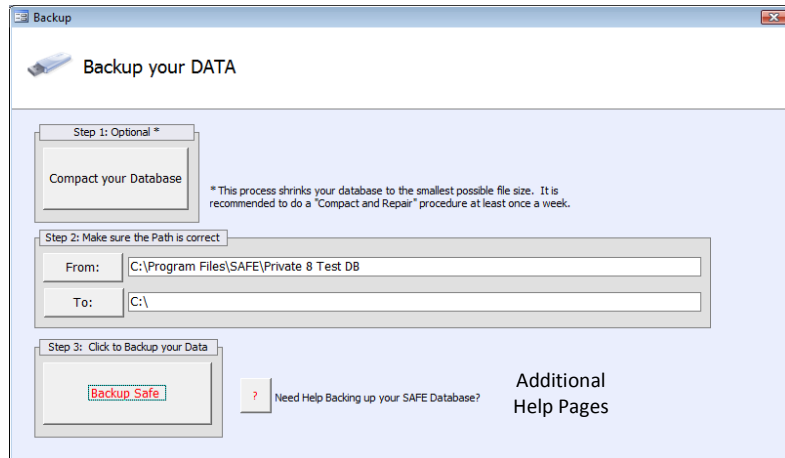 Backup
Backup your DATA
Step 1: Optional *
Compact your Database
* This process shrinks your database to the smallest possible file size. It is
recommended to do a "Compact and Repair" procedure at least once a week.
Step 2: Make sure the Path is correct
From:
C:\Program Files\SAFE\Private 8 Test DB
To:
C:\
Step 3: Click to Backup your Data
Backup Safe
?
Need Help Backing up your SAFE Database?
Additional
Help Pages